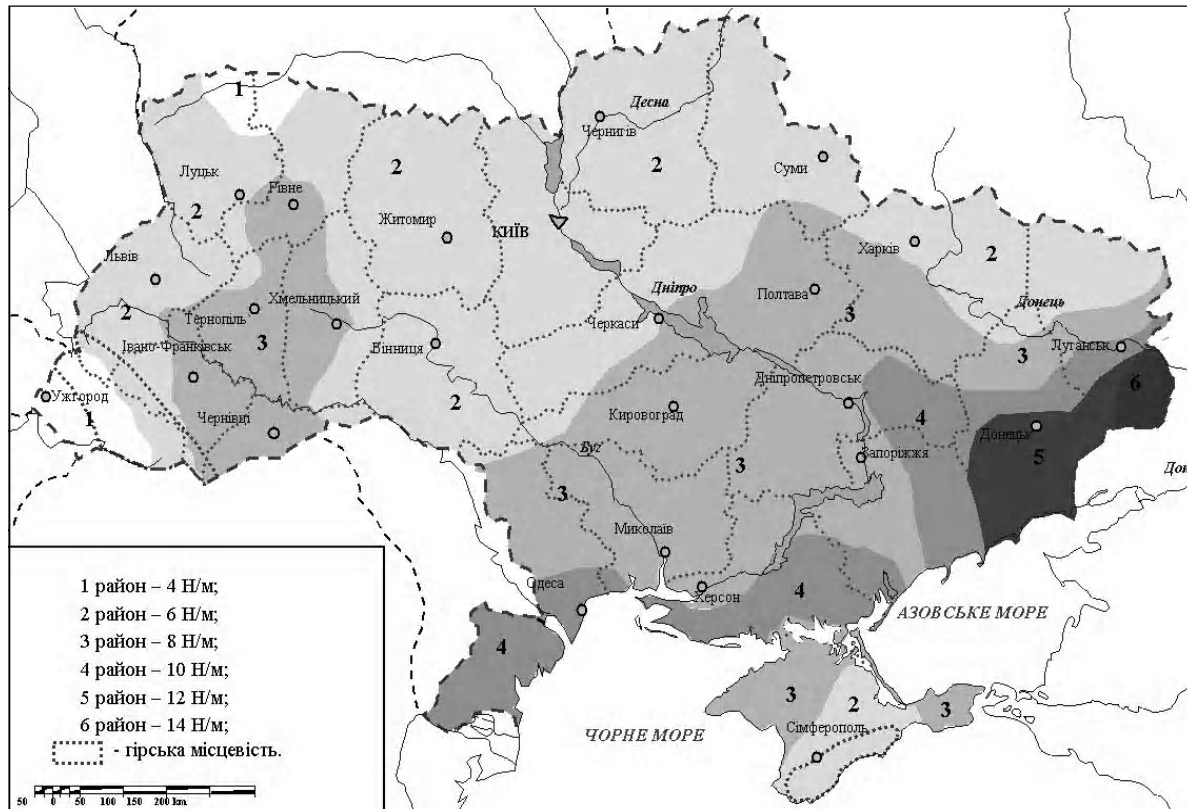 1
Десна
Чернигів
2
2
Суми
Луцьк
Рівне
2
Житомир
КИЇВ
Харків
2
Львів
Дніпро
Полтава
Донець
Хмельницький
Тернопіль
Черкаси
3
2
Івано-Франківськ
3
Вінниця
3
Луганськ
Ужгород
1
Дніпропетровськ
6
2
Кировоград
4
Чернівці
Донецьк
Буг
3
Запоріжжя
5
Дон
3
Миколаїв
Одеса
Херсон
4
АЗОВСЬКЕ МОРЕ
4
3
2
3
Сімферополь
ЧОРНЕ МОРЕ
1 район – 4 Н/м;
2 район – 6 Н/м;
3 район – 8 Н/м;
4 район – 10 Н/м;
5 район – 12 Н/м;
6 район – 14 Н/м;
- гірська місцевість.
50 0 50 100 150 200 km